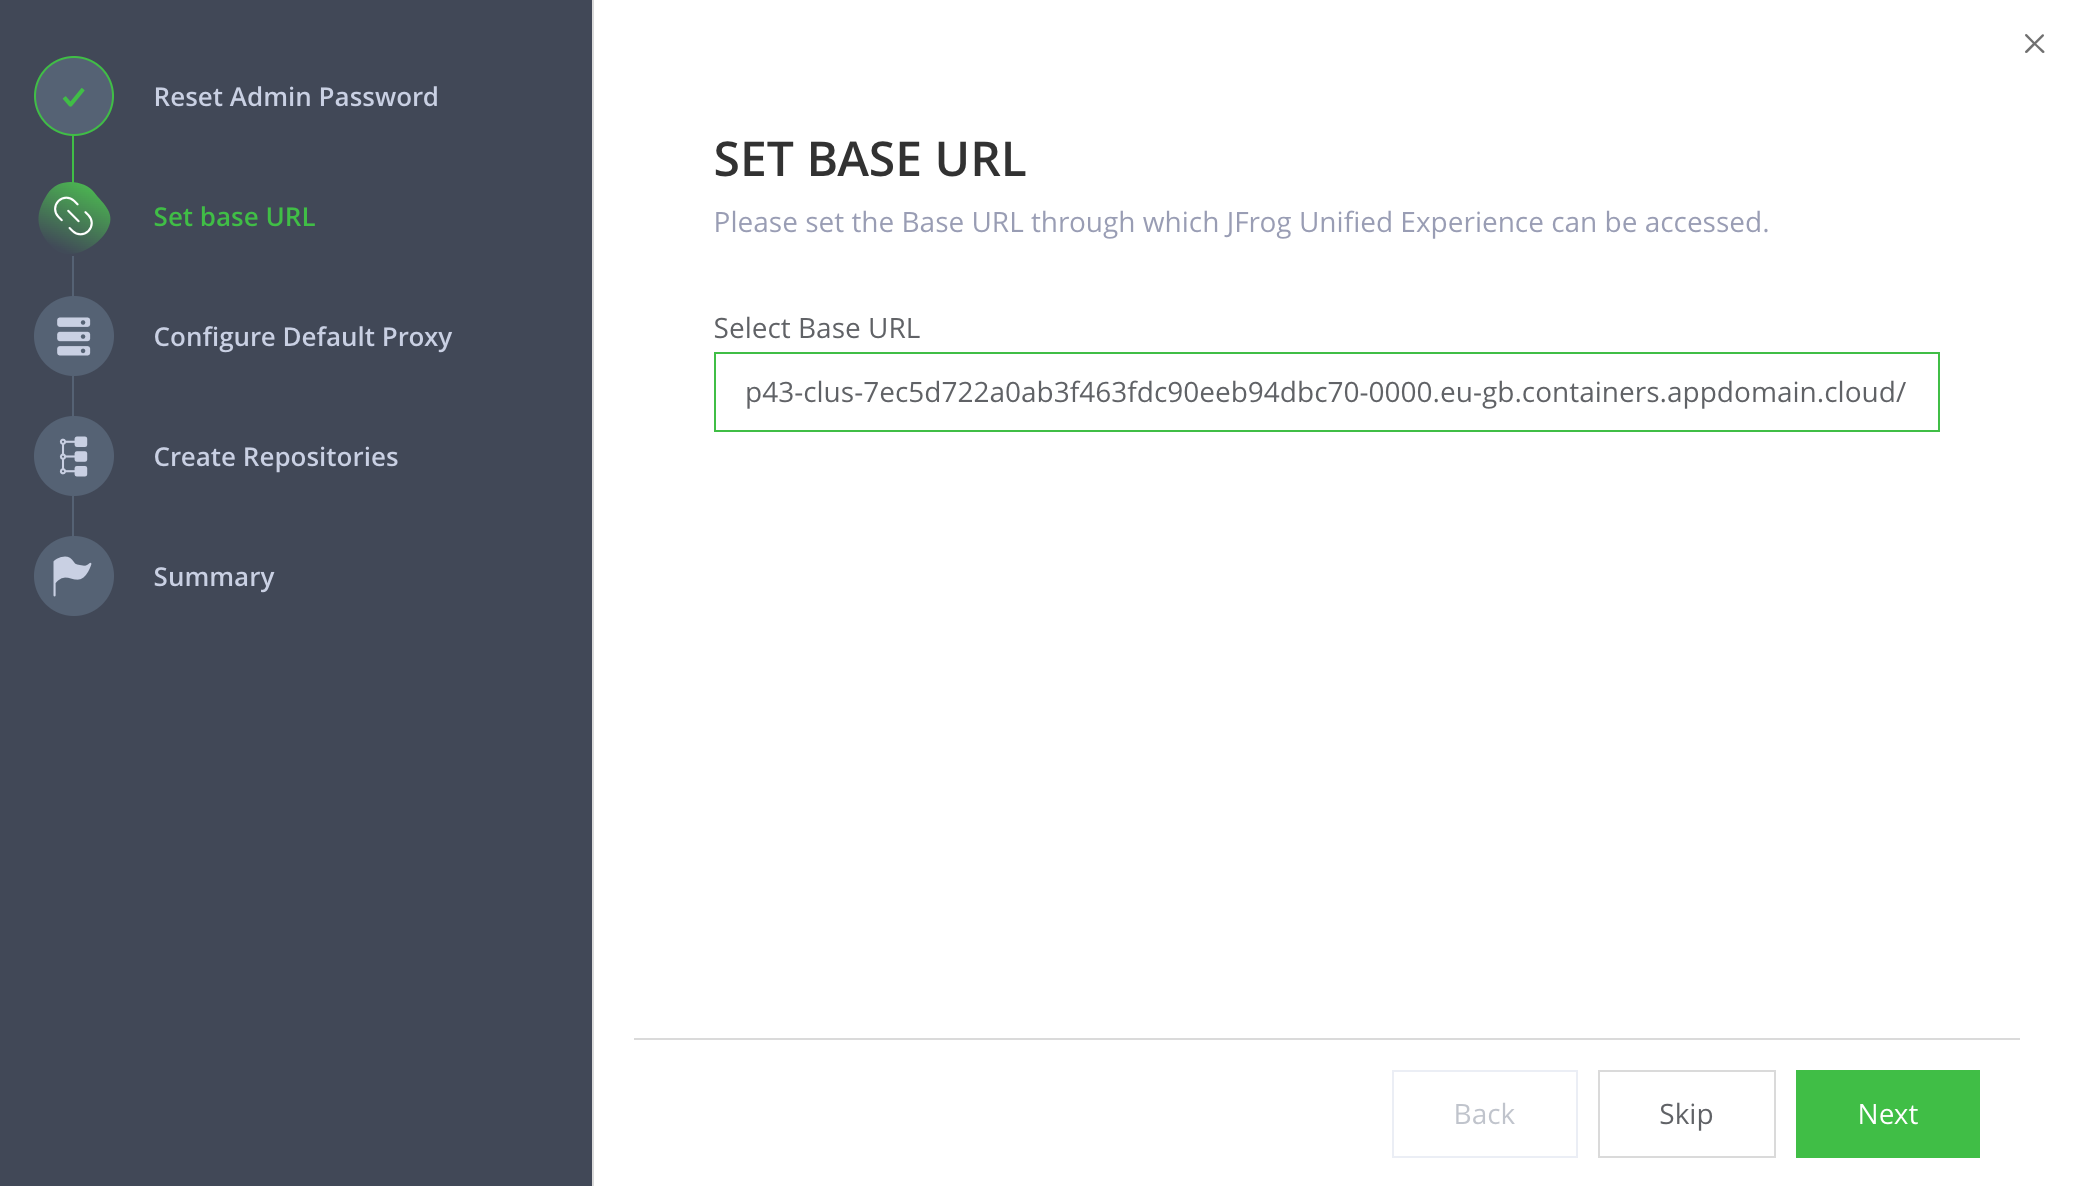 Reset Admin Password
Set base URL
Configure Default Proxy
Create Repositories
Summary
SET BASE URL
Please set the Base URL through which JFrog Unified Experience can be accessed.
Select Base URL
p43-clus-7ec5d722a0ab3f463fdc90eeb94dbc70-0000.eu-gb.containers.appdomain.cloud/
Back
Skip
Next